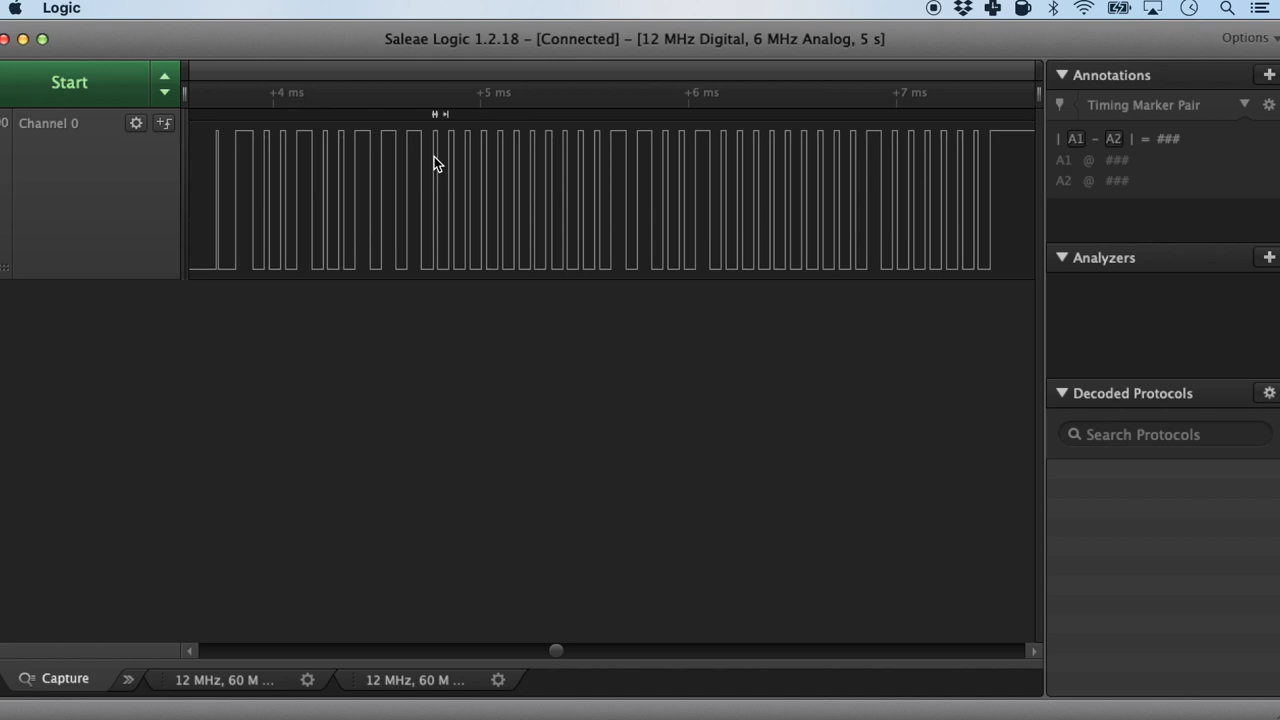 Logic
Saleae Logic 1.2.18 – [Connected] – [12 MHz Digital, 6 MHz Analog, 5 s]
Options
Start
+4 ms +5 ms +6 ms +7 ms
0 Channel 0
Annotations
Timing Marker Pair
| A1 – A2 | = ###
A1 @ ###
A2 @ ###
Analyzers
Decoded Protocols
Search Protocols
Capture
12 MHz, 60 M ...
12 MHz, 60 M ...